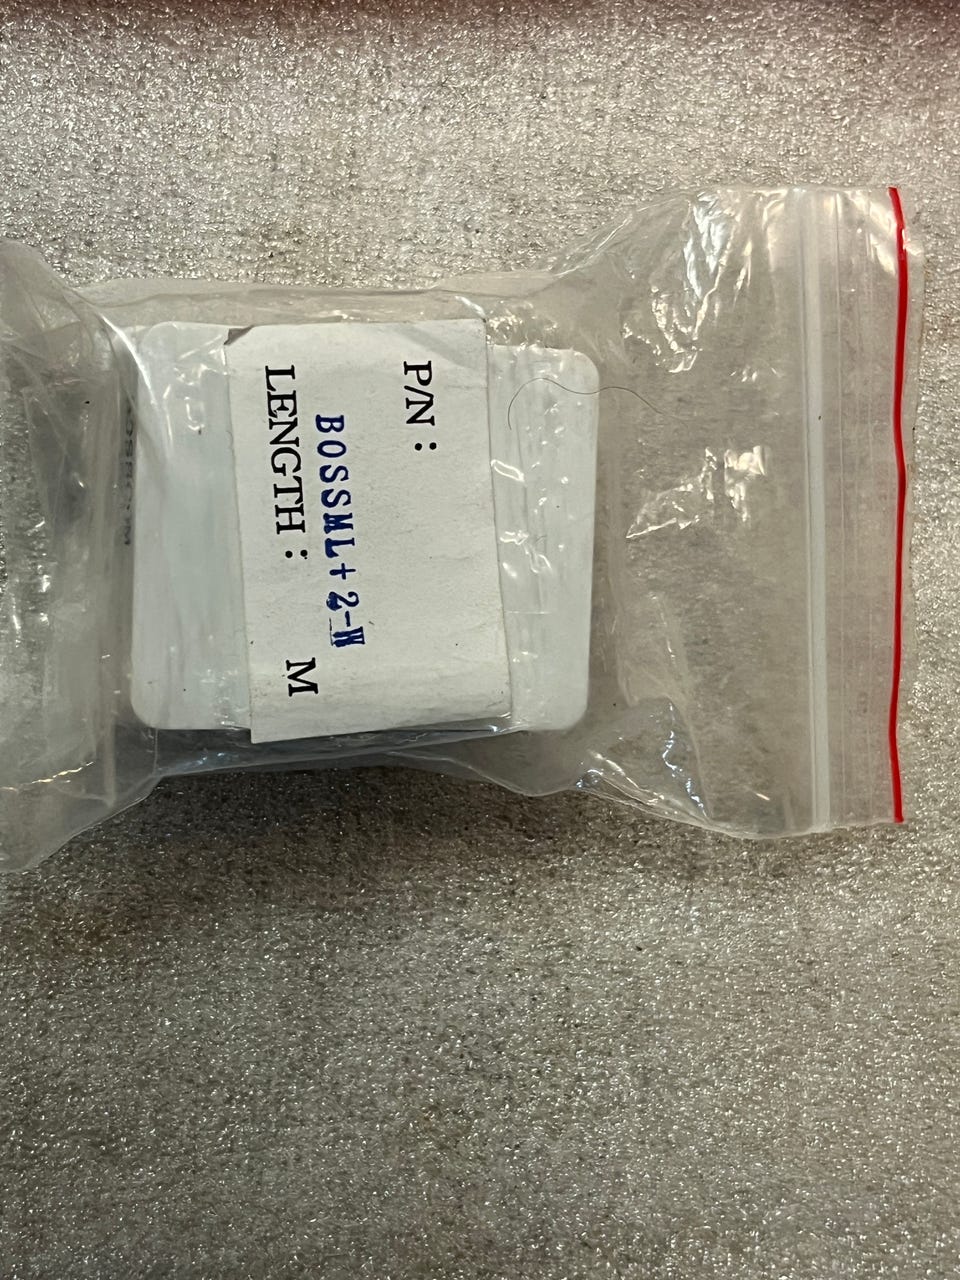 P/N :
BOSSML+2-W
LENGTH : M